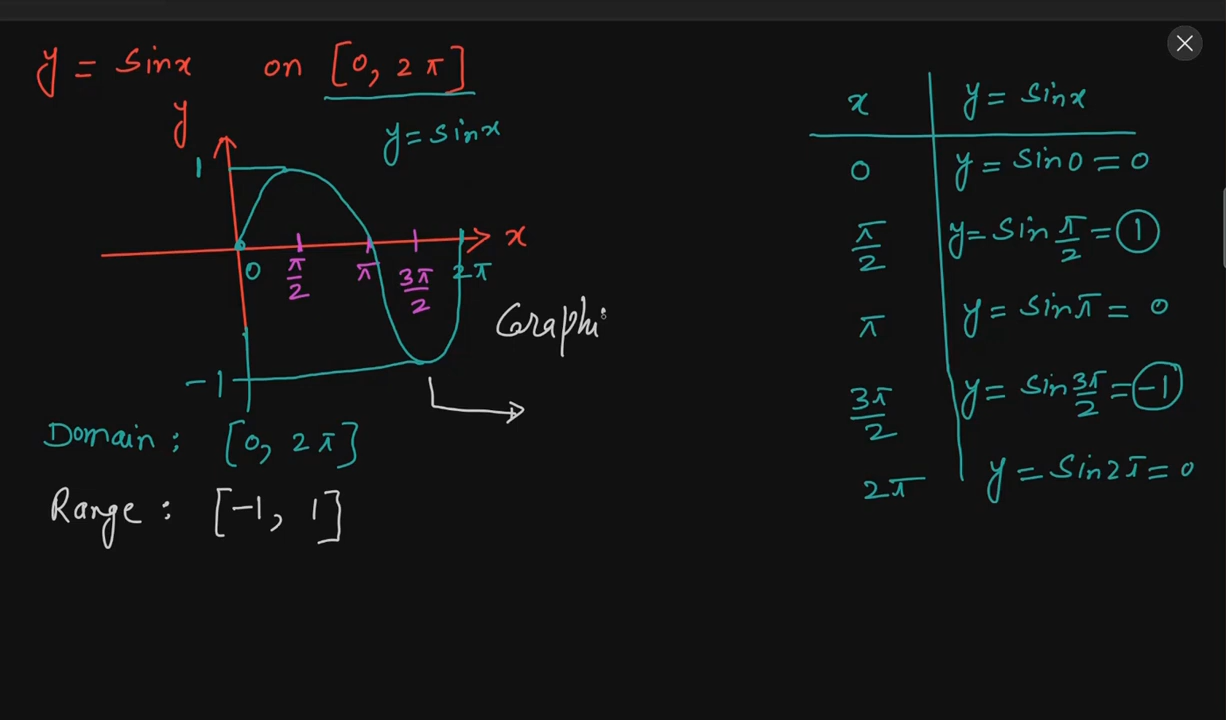 y = Sinx on [0, 2π]
y
y = sinx
1
x
0 π/2 π 3π/2 2π
Graphi
-1
Domain : [0, 2π]
Range : [-1, 1]
x y = Sinx
0 y = Sin0 = 0
π/2 y = Sin π/2 = 1
π y = Sinπ = 0
3π/2 y = Sin 3π/2 = -1
2π y = Sin2π = 0